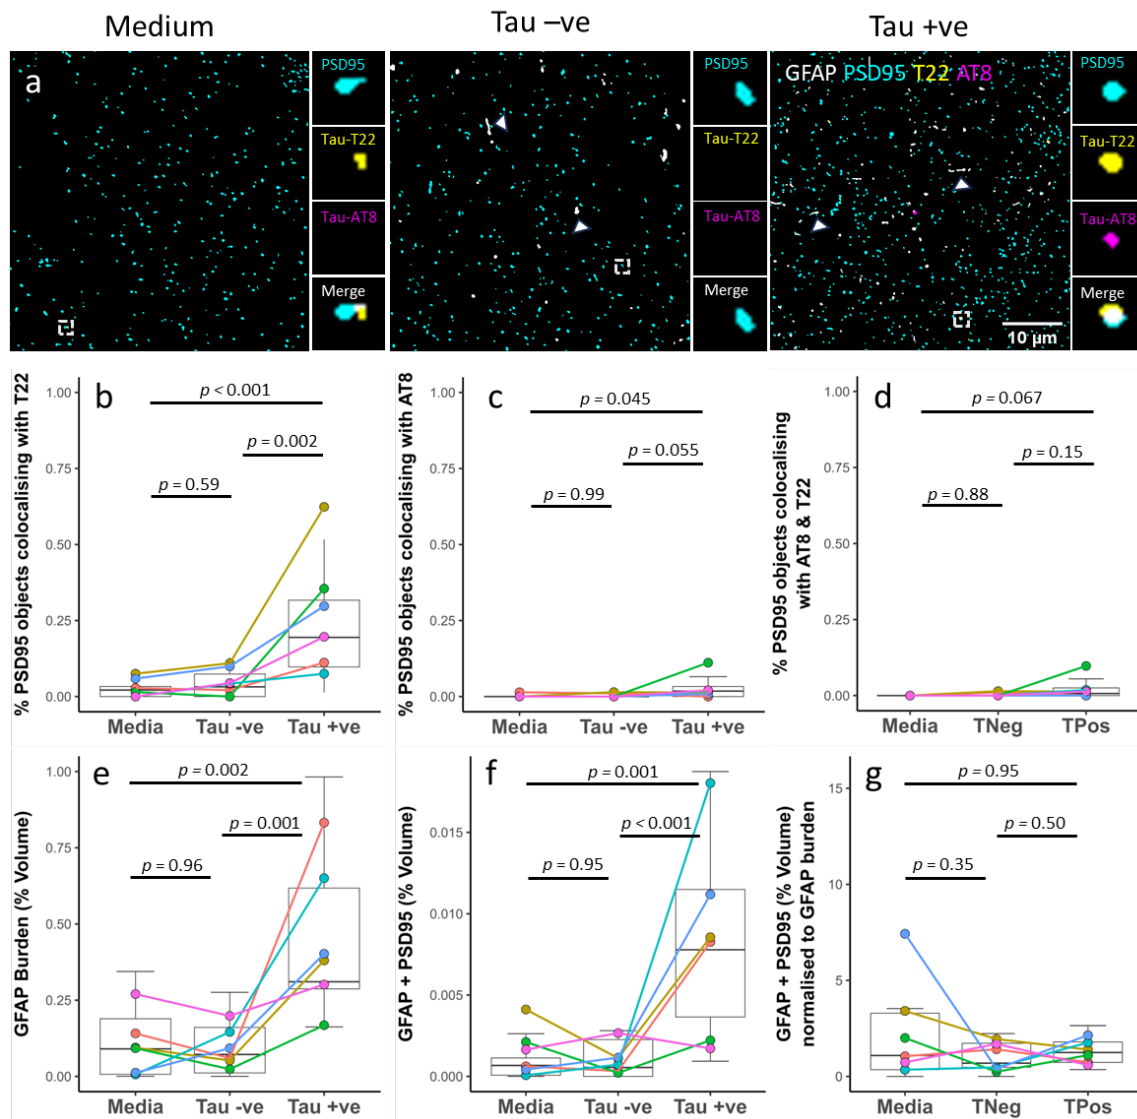 Medium
Tau –ve
Tau +ve
a
PSD95
Tau-T22
Tau-AT8
Merge
PSD95
Tau-T22
Tau-AT8
Merge
GFAP PSD95 T22 AT8
10 µm
PSD95
Tau-T22
Tau-AT8
Merge
b
% PSD95 objects colocalising with T22
1.00
0.75
0.50
0.25
0.00
p < 0.001
p = 0.002
p = 0.59
Media
Tau -ve
Tau +ve
c
% PSD95 objects colocalising with AT8
1.00
0.75
0.50
0.25
0.00
p = 0.045
p = 0.055
p = 0.99
Media
Tau -ve
Tau +ve
d
% PSD95 objects colocalising
with AT8 & T22
1.00
0.75
0.50
0.25
0.00
p = 0.067
p = 0.15
p = 0.88
Media
TNeg
TPos
e
GFAP Burden (% Volume)
1.00
0.75
0.50
0.25
0.00
p = 0.002
p = 0.001
p = 0.96
Media
Tau -ve
Tau +ve
f
GFAP + PSD95 (% Volume)
0.015
0.010
0.005
0.000
p = 0.001
p < 0.001
p = 0.95
Media
Tau -ve
Tau +ve
g
GFAP + PSD95 (% Volume)
normalised to GFAP burden
15
10
5
0
p = 0.95
p = 0.50
p = 0.35
Media
TNeg
TPos